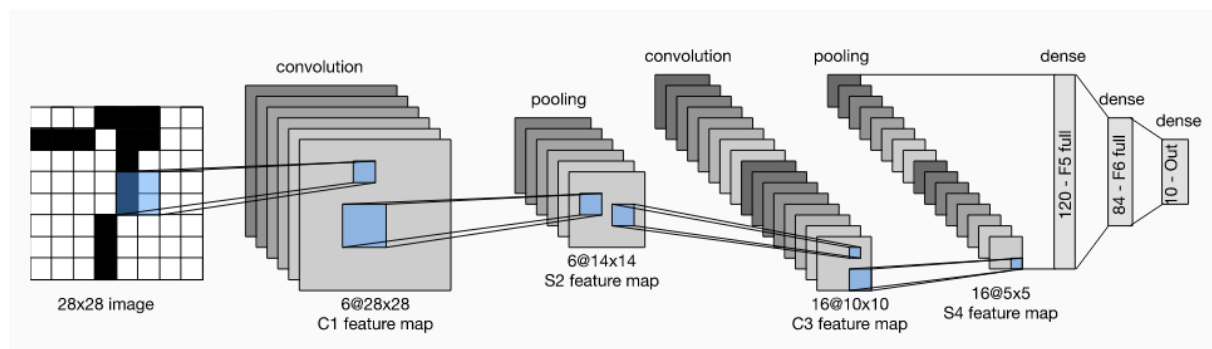 convolution
pooling
convolution
pooling
dense
dense
dense
28x28 image
6@28x28
C1 feature map
6@14x14
S2 feature map
16@10x10
C3 feature map
16@5x5
S4 feature map
120 - F5 full
84 - F6 full
10 - Out